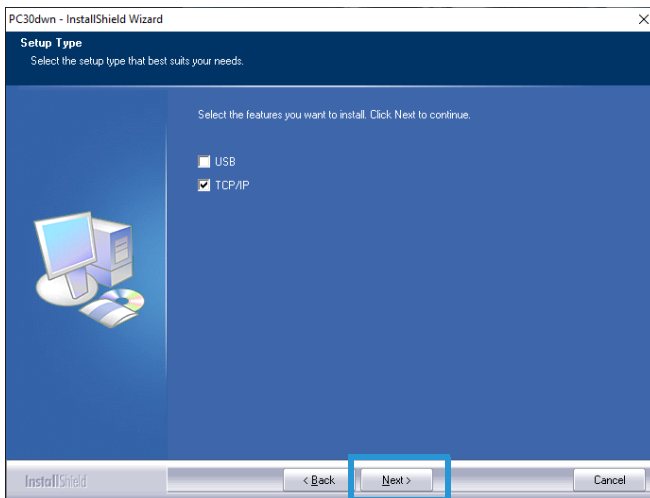 PC30dwn - InstallShield Wizard
Setup Type
Select the setup type that best suits your needs.
Select the features you want to install. Click Next to continue.
USB
TCP/IP
InstallShield
< Back
Next >
Cancel